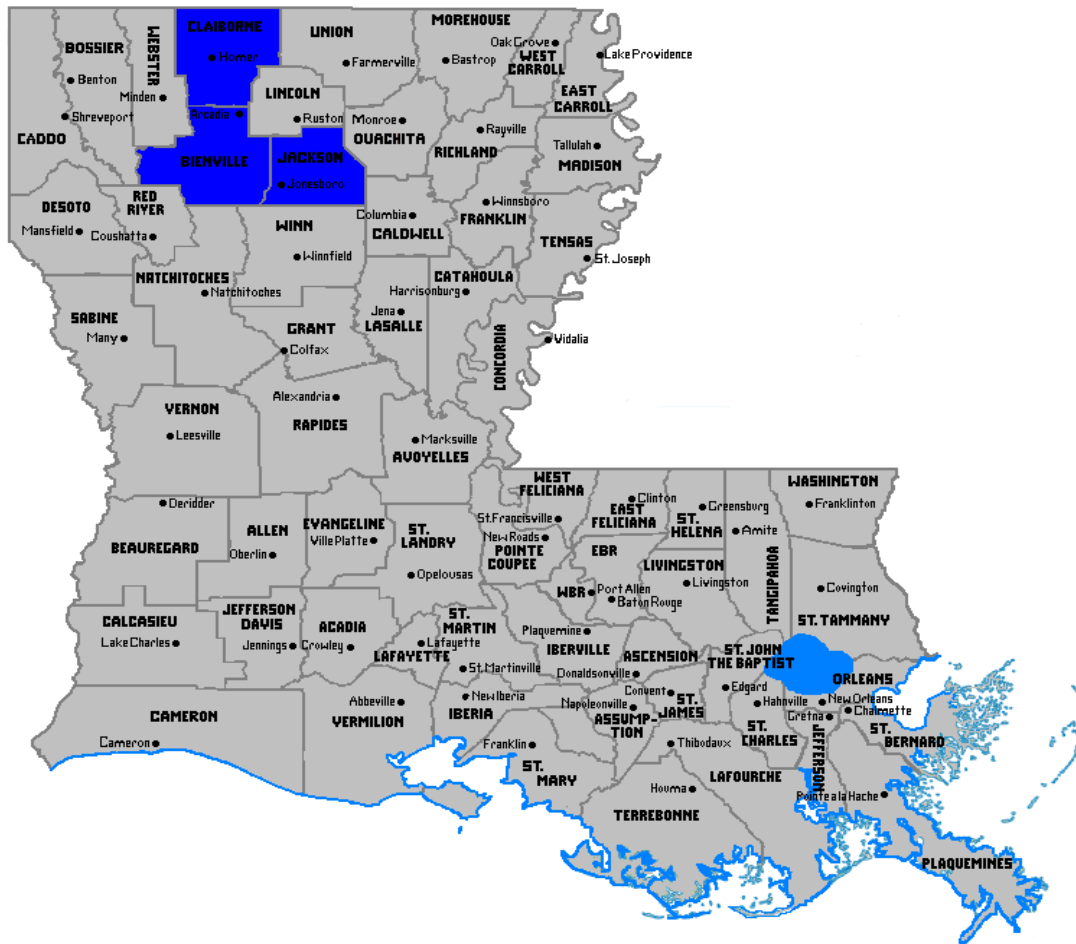 CLAIBORNE
MOREHOUSE
BOSSIER
WEBSTER
UNION
Oak Grove
WEST
CARROLL
Lake Providence
Homer
Farmerville
Bastrop
Benton
Minden
LINCOLN
EAST
CARROLL
Shreveport
Arcadia
Ruston
Monroe
OUACHITA
CADDO
Rayville
RICHLAND
Tallulah
MADISON
BIENVILLE
JACKSON
Jonesboro
DESOTO
RED
RIVER
Mansfield
Coushatta
WINN
Winnfield
Columbia
CALDWELL
Winnsboro
FRANKLIN
TENSAS
St. Joseph
NATCHITOCHES
Natchitoches
CATAHOULA
Harrisonburg
SABINE
Many
GRANT
Colfax
Jena
LASALLE
CONCORDIA
Vidalia
VERNON
Leesville
Alexandria
RAPIDES
Marksville
AVOYELLES
Deridder
BEAUREGARD
ALLEN
Oberlin
EVANGELINE
Ville Platte
ST.
LANDRY
Opelousas
WEST
FELICIANA
St. Francisville
New Roads
POINTE
COUPEE
Clinton
EAST
FELICIANA
Greensburg
ST.
HELENA
Amite
TANGIPAHOA
WASHINGTON
Franklinton
EBR
WBR
Port Allen
Baton Rouge
LIVINGSTON
Livingston
Covington
ST. TAMMANY
CALCASIEU
Lake Charles
JEFFERSON
DAVIS
Jennings
ACADIA
Crowley
LAFAYETTE
Lafayette
ST.
MARTIN
St. Martinville
Plaquemine
IBERVILLE
ASCENSION
Donaldsonville
ST. JOHN
THE BAPTIST
Edgard
ORLEANS
New Orleans
CAMERON
Cameron
Abbeville
VERMILION
New Iberia
IBERIA
Napoleonville
ASSUMP-
TION
Convent
ST.
JAMES
Hahnville
ST.
CHARLES
Gretna
JEFFERSON
Chalmette
ST.
BERNARD
Franklin
ST.
MARY
Thibodaux
LAFOURCHE
Houma
TERREBONNE
Pointe a la Hache
PLAQUEMINES